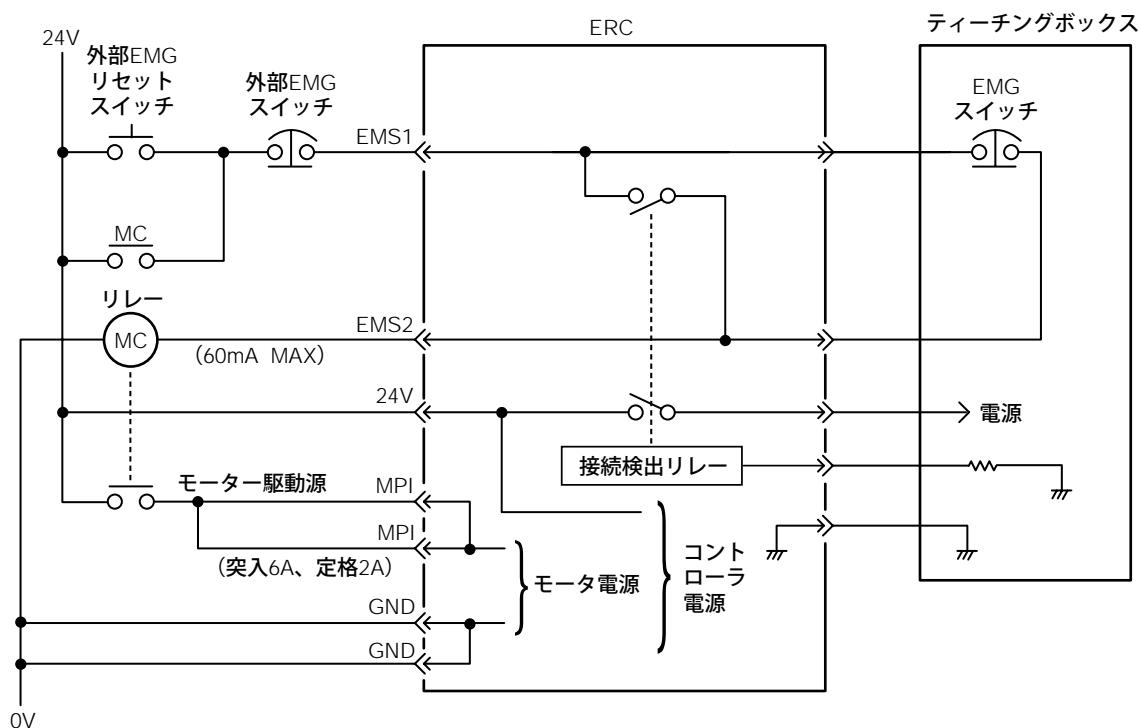 ティーチングボックス
ERC
24V
外部EMG
リセット
スイッチ
外部EMG
スイッチ
EMG
スイッチ
EMS1
MC
リレー
MC
EMS2
(60mA MAX)
24V
電源
接続検出リレー
モーター駆動源
MPI
MPI
(突入6A、定格2A)
モータ電源
コント
ローラ
電源
GND
GND
0V